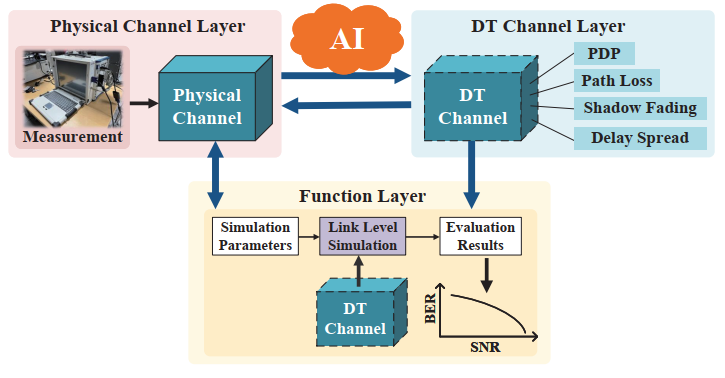 Physical Channel Layer
AI
DT Channel Layer
Measurement
Physical
Channel
DT
Channel
PDP
Path Loss
Shadow Fading
Delay Spread
Function Layer
Simulation
Parameters
Link Level
Simulation
Evaluation
Results
DT
Channel
BER
SNR